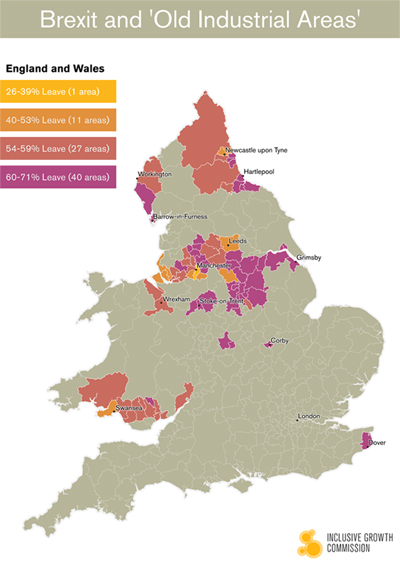 Brexit and 'Old Industrial Areas'
England and Wales
26-39% Leave (1 area)
40-53% Leave (11 areas)
54-59% Leave (27 areas)
60-71% Leave (40 areas)
Newcastle upon Tyne
Hartlepool
Workington
Barrow-in-Furness
Leeds
Manchester
Grimsby
Wrexham
Stoke-on-Trent
Corby
Swansea
London
Dover
INCLUSIVE GROWTH
COMMISSION